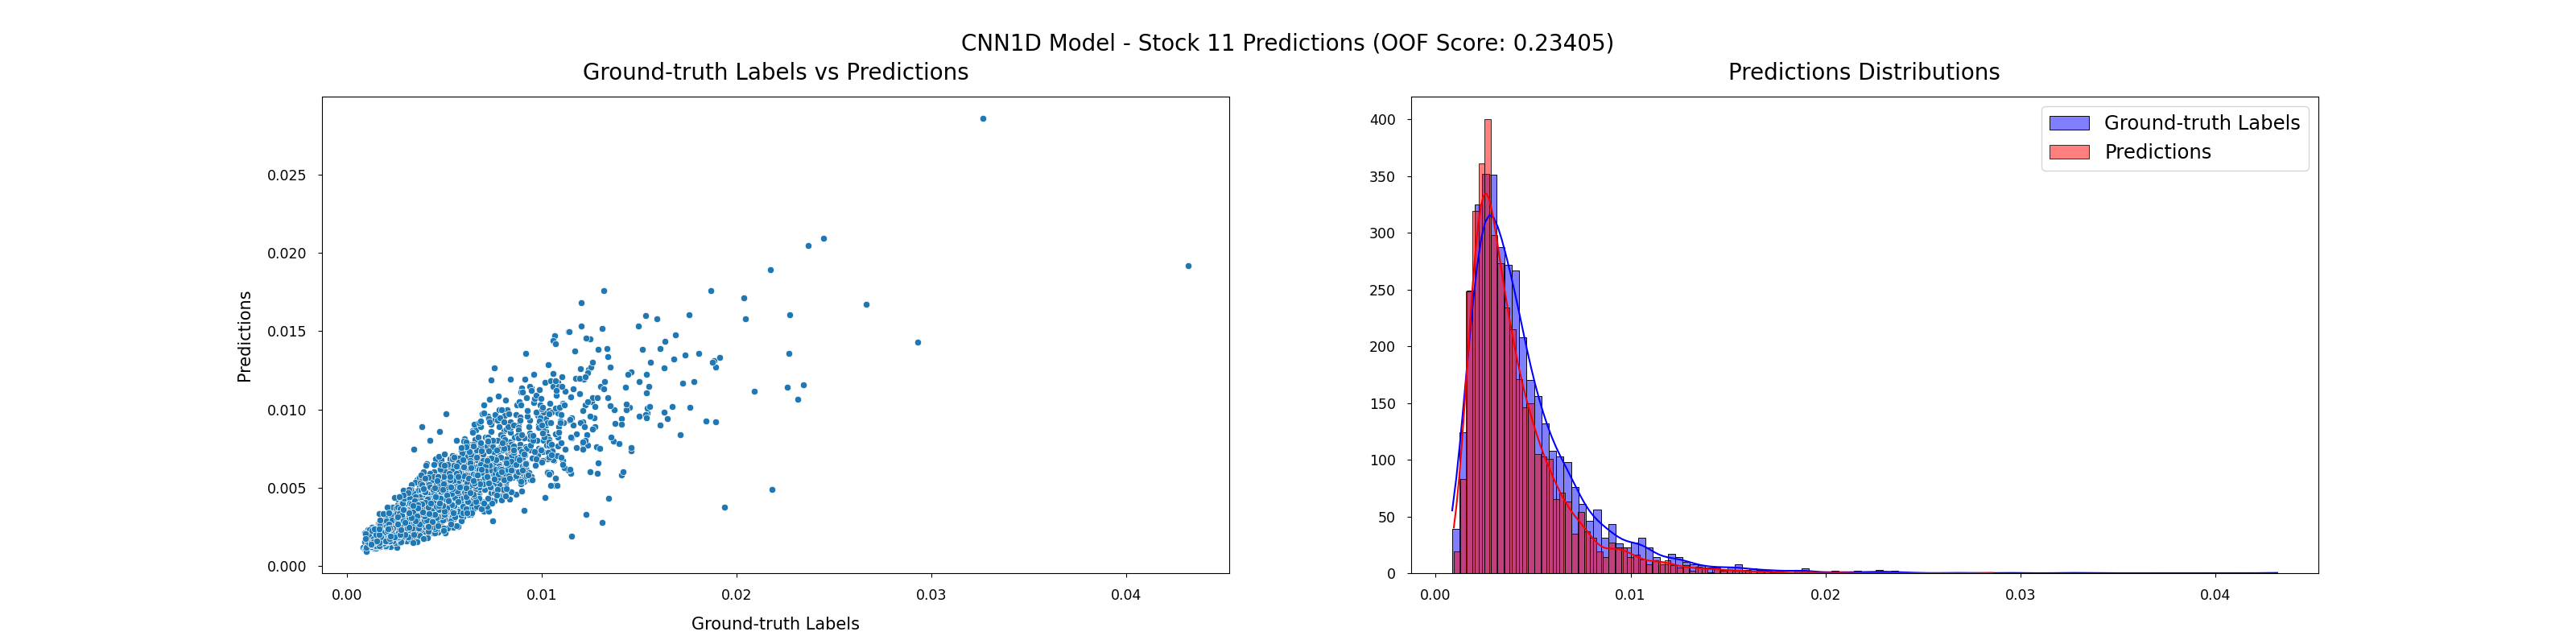 CNN1D Model - Stock 11 Predictions (OOF Score: 0.23405)
Ground-truth Labels vs Predictions
Predictions
0.025
0.020
0.015
0.010
0.005
0.000
0.00 0.01 0.02 0.03 0.04
Ground-truth Labels
Predictions Distributions
Ground-truth Labels
Predictions
400
350
300
250
200
150
100
50
0
0.00 0.01 0.02 0.03 0.04